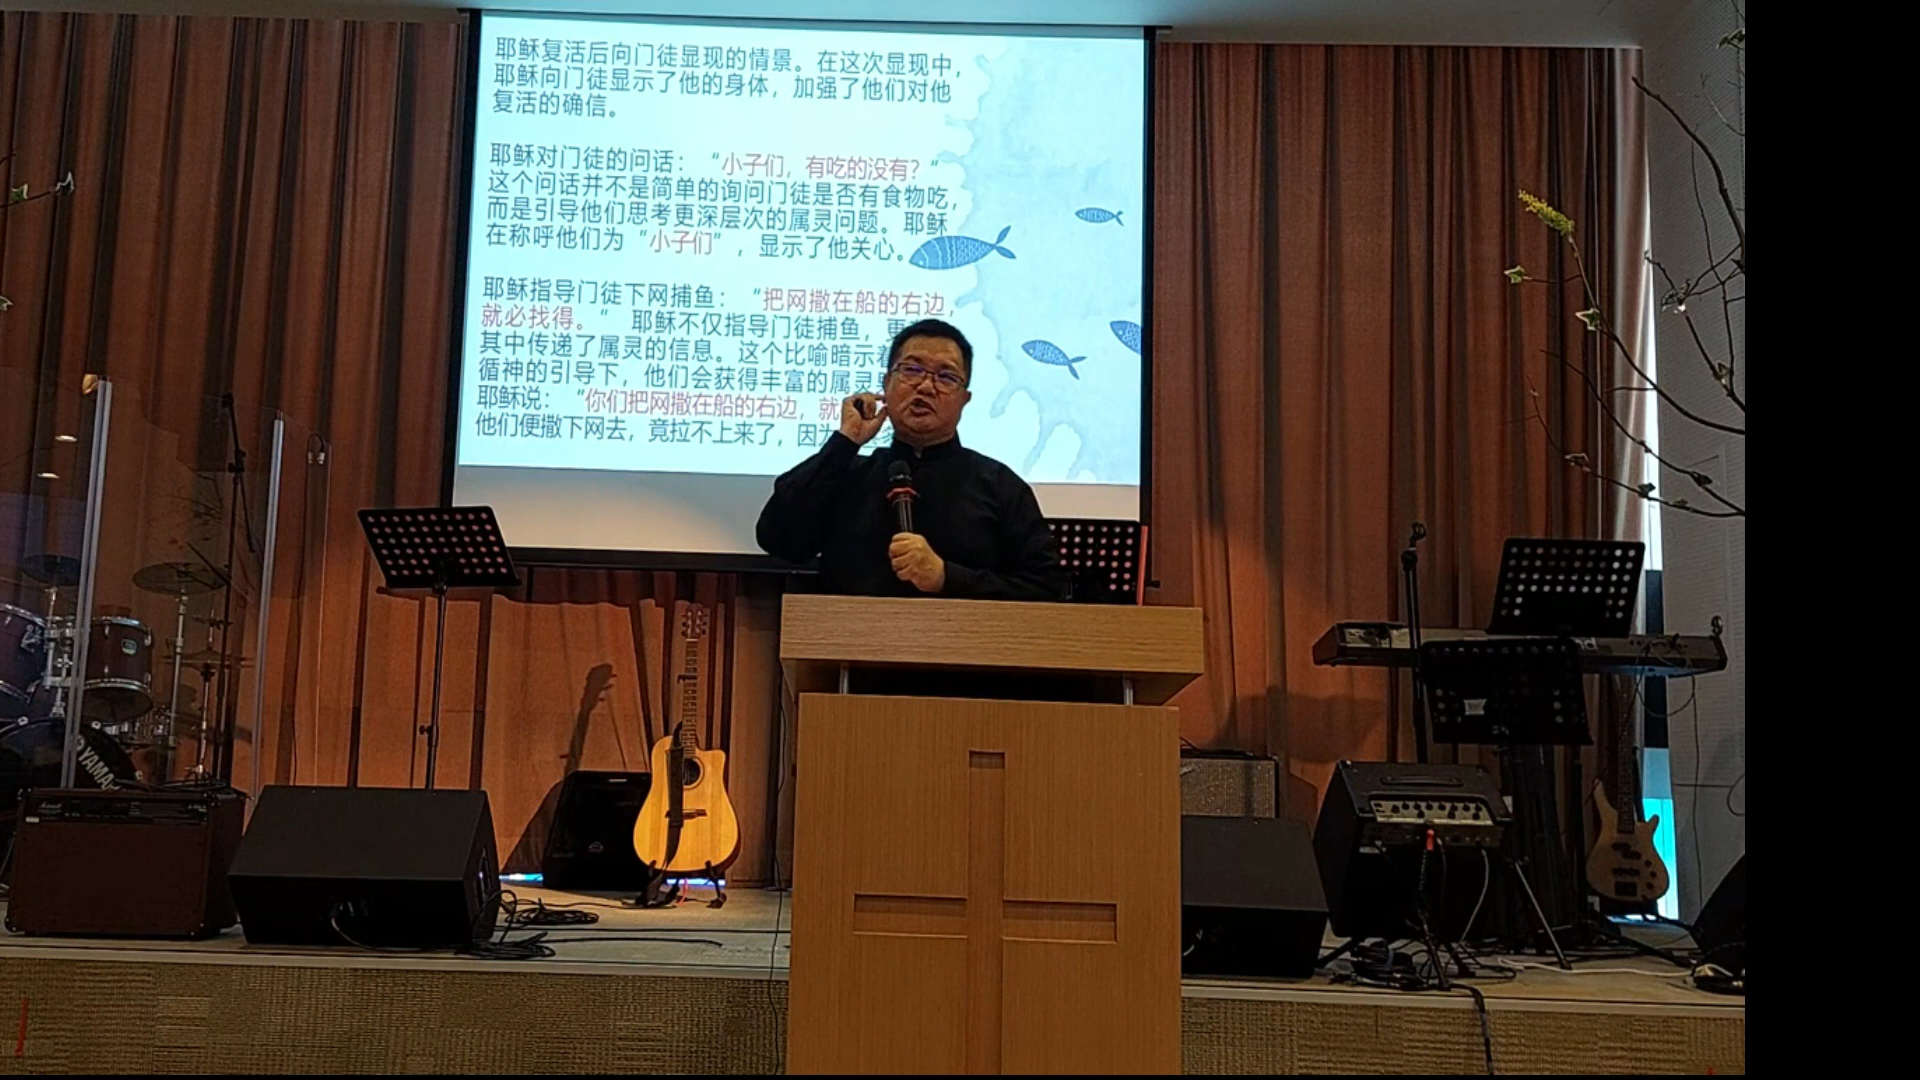 耶稣复活后向门徒显现的情景。在这次显现中，
耶稣向门徒显示了他的身体，加强了他们对他
复活的确信。
耶稣对门徒的问话：“小子们，有吃的没有？”
这个问话并不是简单的询问门徒是否有食物吃，
而是引导他们思考更深层次的属灵问题。耶稣
在称呼他们为“小子们”，显示了他关心。
耶稣指导门徒下网捕鱼：“把网撒在船的右边，
就必找得。” 耶稣不仅指导门徒捕鱼，更
其中传递了属灵的信息。这个比喻暗示着
循神的引导下，他们会获得丰富的属灵
耶稣说：“你们把网撒在船的右边，就
他们便撒下网去，竟拉不上来了，因为
YAMA